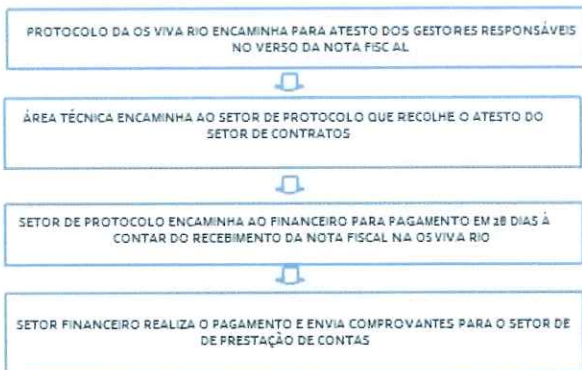 PROTOCOLO DA OS VIVA RIO ENCAMINHA PARA ATESTO DOS GESTORES RESPONSÁVEIS
NO VERSO DA NOTA FISCAL
ÁREA TÉCNICA ENCAMINHA AO SETOR DE PROTOCOLO QUE RECOLHE O ATESTO DO
SETOR DE CONTRATOS
SETOR DE PROTOCOLO ENCAMINHA AO FINANCEIRO PARA PAGAMENTO EM 28 DIAS À
CONTAR DO RECEBIMENTO DA NOTA FISCAL NA OS VIVA RIO
SETOR FINANCEIRO REALIZA O PAGAMENTO E ENVIA COMPROVANTES PARA O SETOR DE
DE PRESTAÇÃO DE CONTAS